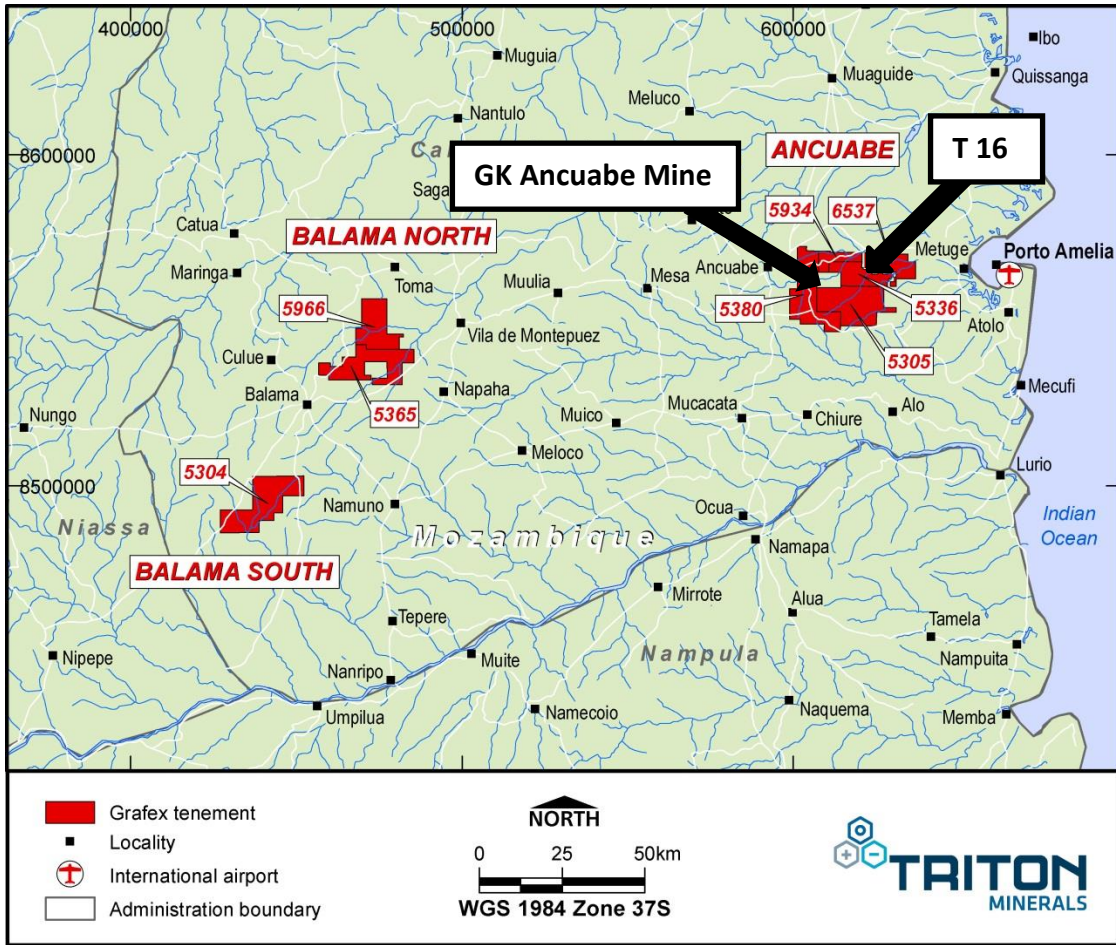 400000
500000
600000
Ibo
Muguia
Muaguide
Quissanga
Meluco
Nantulo
8600000
Ca
ANCUABE
T 16
GK Ancuabe Mine
Saga
5934
6537
Catua
BALAMA NORTH
Metuge
Porto Amelia
Maringa
Toma
Ancuabe
Mesa
Muulia
5966
5380
5336
Atolo
Vila de Montepuez
5305
Culue
Mecufi
Balama
Napaha
5365
Mucacata
Chiure
Alo
Nungo
Muico
Meloco
5304
Lurio
8500000
Namuno
Ocua
Niassa
Mozambique
Indian
Ocean
Namapa
BALAMA SOUTH
Mirrote
Alua
Tepere
Tamela
Nipepe
Muite
Nampula
Nampuita
Nanripo
Umpilua
Namecoio
Naquema
Memba
Grafex tenement
Locality
International airport
Administration boundary
NORTH
0 25 50km
WGS 1984 Zone 37S
TRITON
MINERALS